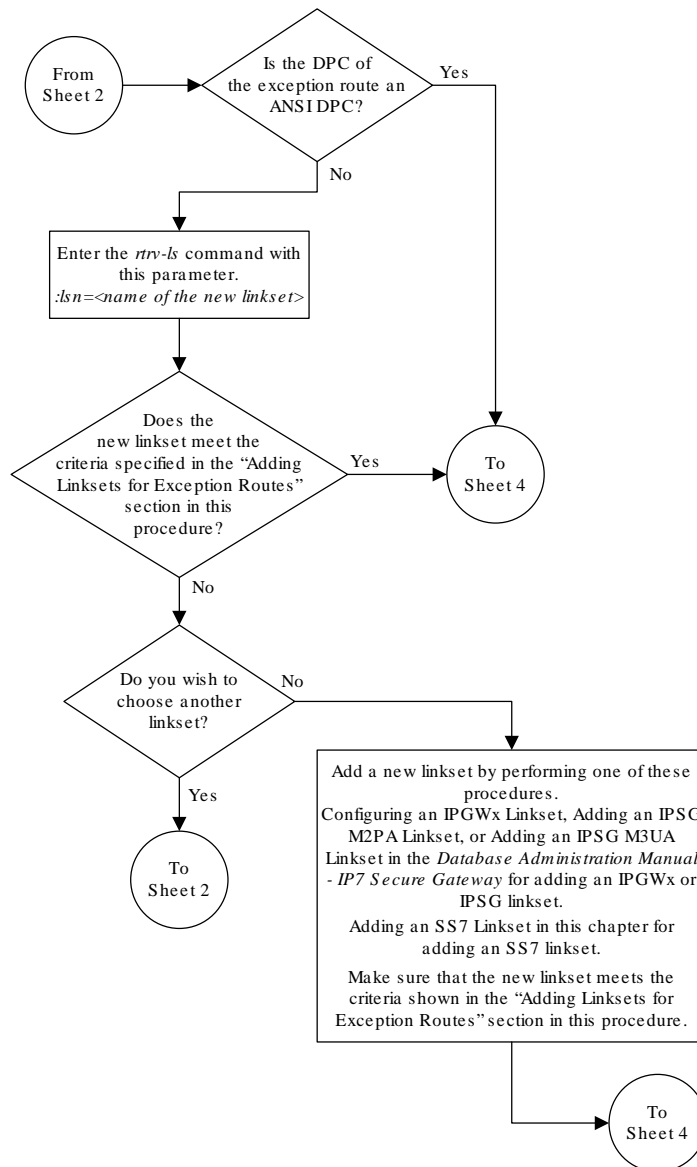 From
Sheet 2
Is the DPC of
the exception route an
ANSI DPC?
Yes
No
Enter the rtrv-ls command with
this parameter.
:lsn=<name of the new linkset>
Does the
new linkset meet the
criteria specified in the “Adding
Linksets for Exception Routes”
section in this
procedure?
Yes
To
Sheet 4
No
Do you wish to
choose another
linkset?
No
Yes
To
Sheet 2
Add a new linkset by performing one of these
procedures.
Configuring an IPGWx Linkset, Adding an IPSG
M2PA Linkset, or Adding an IPSG M3UA
Linkset in the Database Administration Manual
- IP7 Secure Gateway for adding an IPGWx or
IPSG linkset.
Adding an SS7 Linkset in this chapter for
adding an SS7 linkset.
Make sure that the new linkset meets the
criteria shown in the “Adding Linksets for
Exception Routes” section in this procedure.
To
Sheet 4